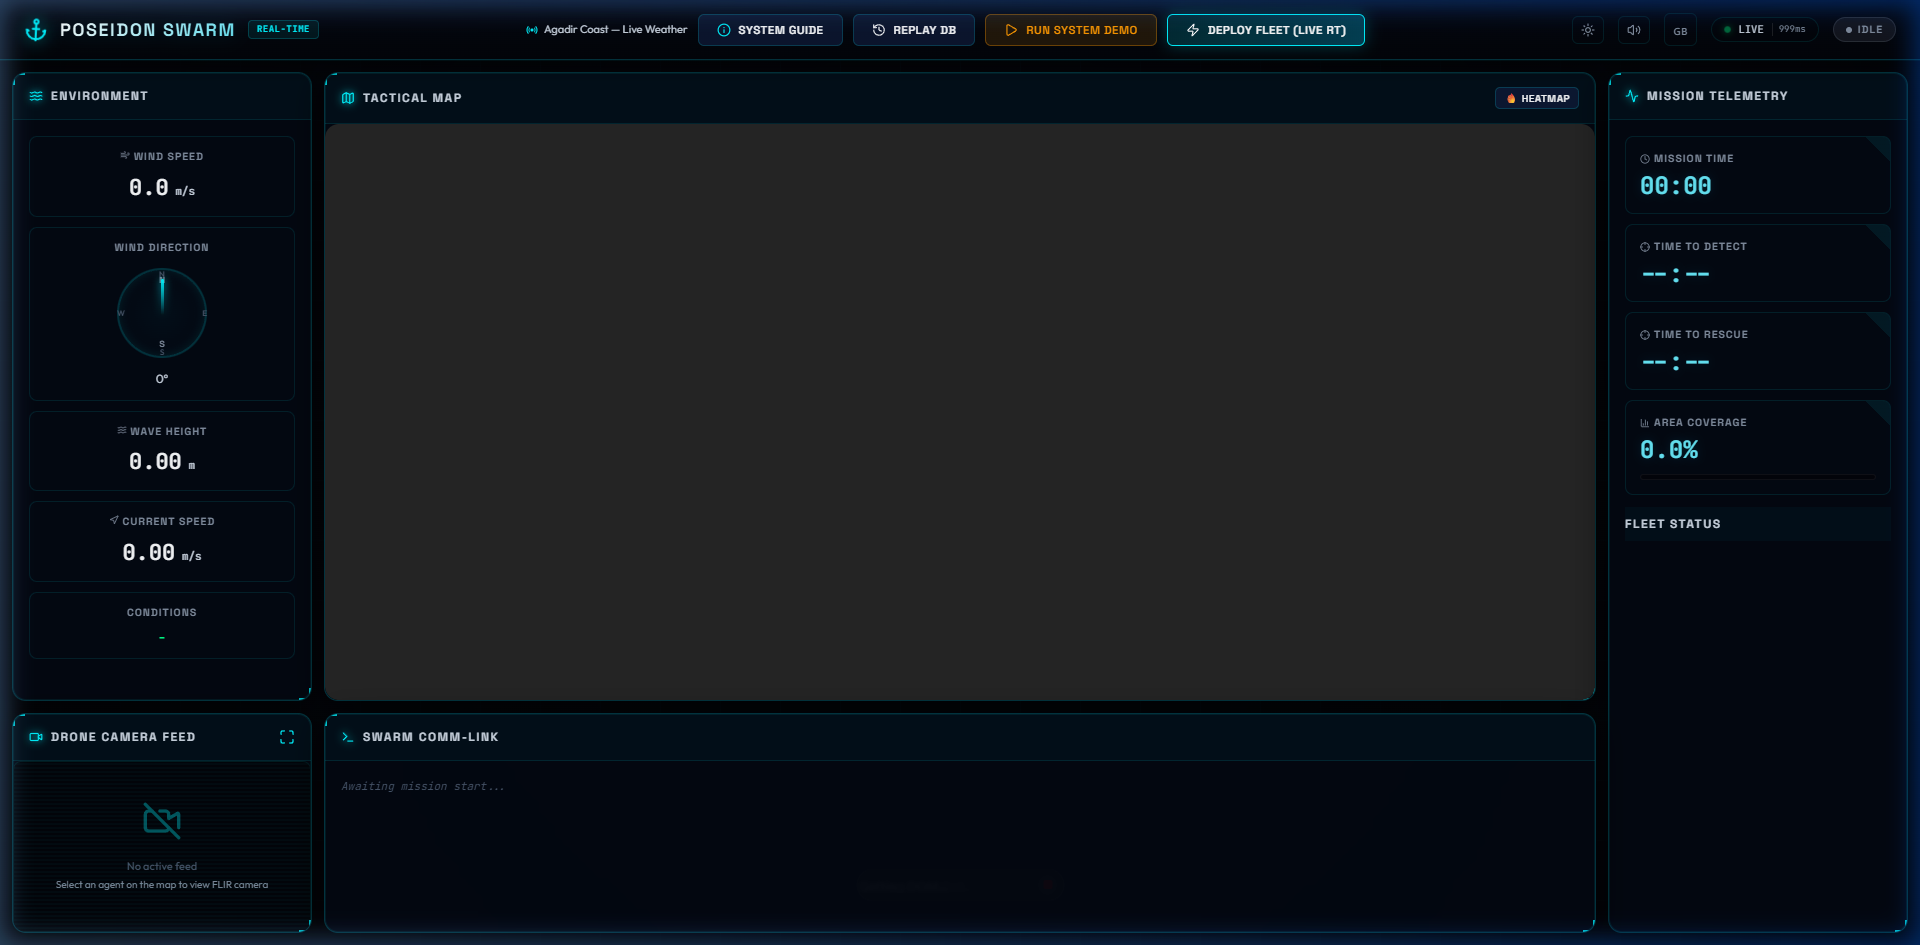 POSEIDON SWARM
REAL-TIME
Agadir Coast — Live Weather
SYSTEM GUIDE
REPLAY DB
RUN SYSTEM DEMO
DEPLOY FLEET (LIVE RT)
GB
LIVE
999ms
IDLE
ENVIRONMENT
WIND SPEED
0.0 m/s
WIND DIRECTION
N
N
W
E
S
S
0°
WAVE HEIGHT
0.00 m
CURRENT SPEED
0.00 m/s
CONDITIONS
-
TACTICAL MAP
HEATMAP
MISSION TELEMETRY
MISSION TIME
00:00
TIME TO DETECT
--:--
TIME TO RESCUE
--:--
AREA COVERAGE
0.0%
FLEET STATUS
DRONE CAMERA FEED
No active feed
Select an agent on the map to view FLIR camera
SWARM COMM-LINK
Awaiting mission start...